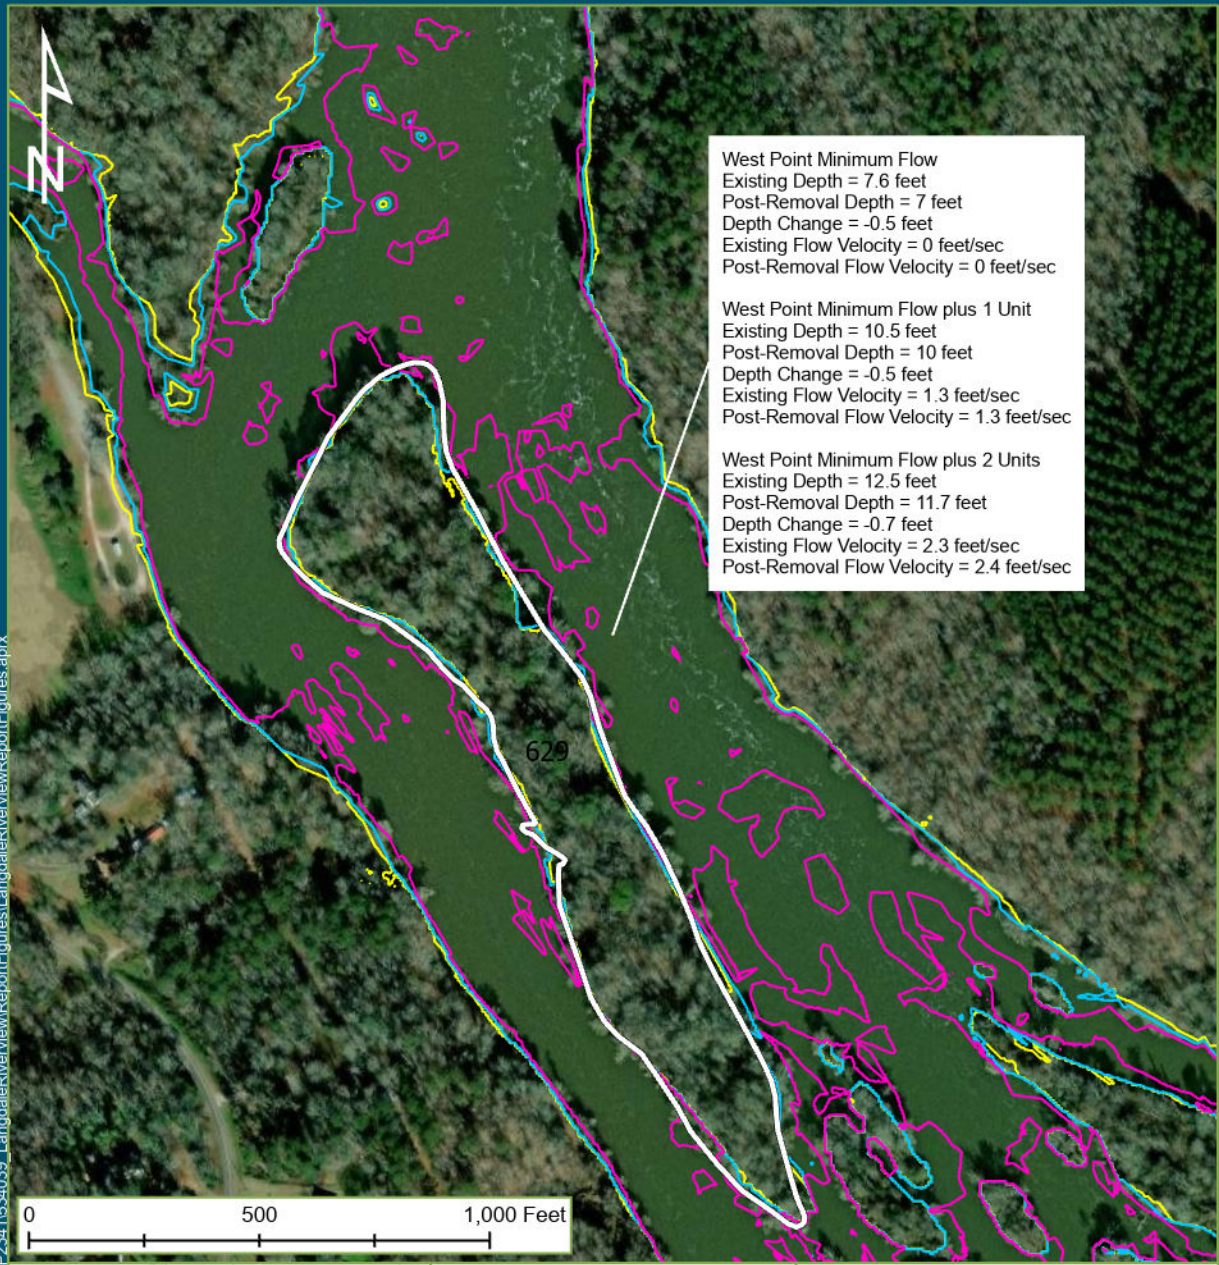 N
West Point Minimum Flow
Existing Depth = 7.6 feet
Post-Removal Depth = 7 feet
Depth Change = -0.5 feet
Existing Flow Velocity = 0 feet/sec
Post-Removal Flow Velocity = 0 feet/sec
West Point Minimum Flow plus 1 Unit
Existing Depth = 10.5 feet
Post-Removal Depth = 10 feet
Depth Change = -0.5 feet
Existing Flow Velocity = 1.3 feet/sec
Post-Removal Flow Velocity = 1.3 feet/sec
West Point Minimum Flow plus 2 Units
Existing Depth = 12.5 feet
Post-Removal Depth = 11.7 feet
Depth Change = -0.7 feet
Existing Flow Velocity = 2.3 feet/sec
Post-Removal Flow Velocity = 2.4 feet/sec
629
0 500 1,000 Feet